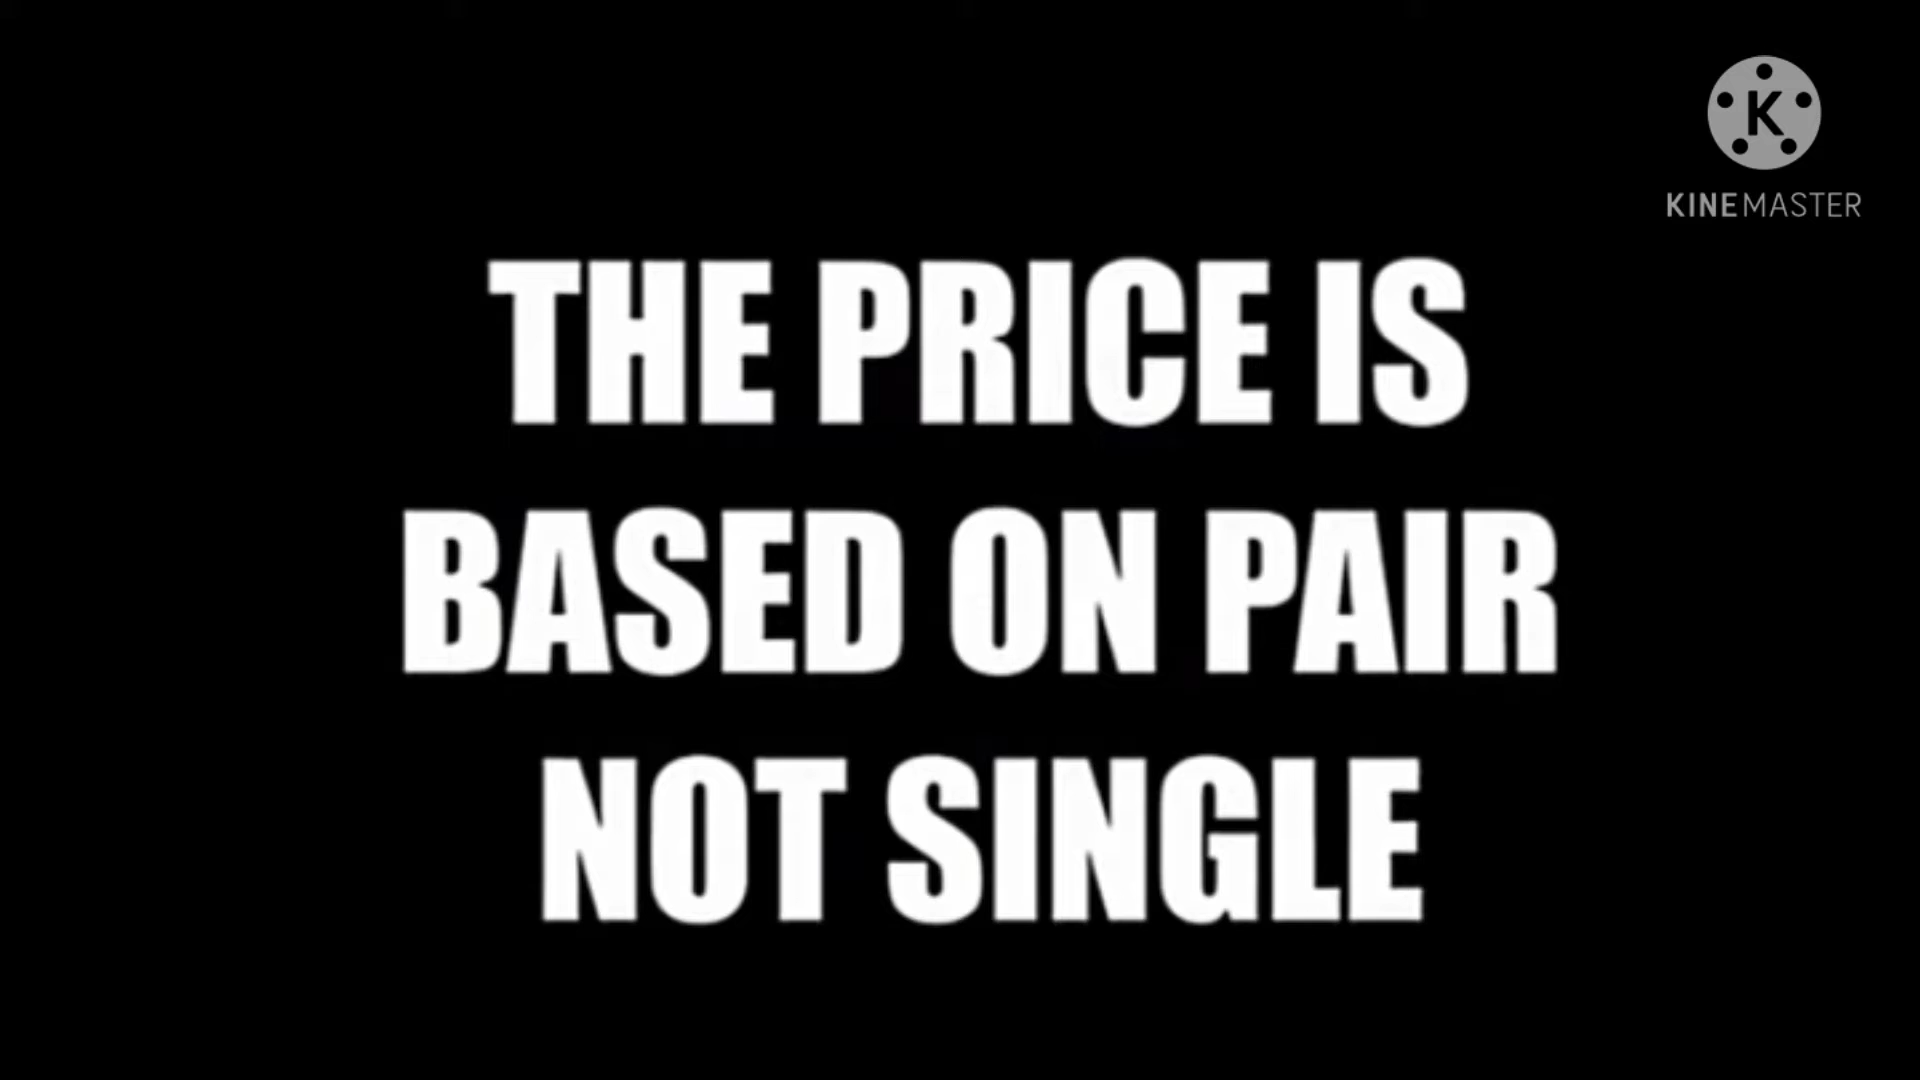 K
KINEMASTER
THE PRICE IS
BASED ON PAIR
NOT SINGLE